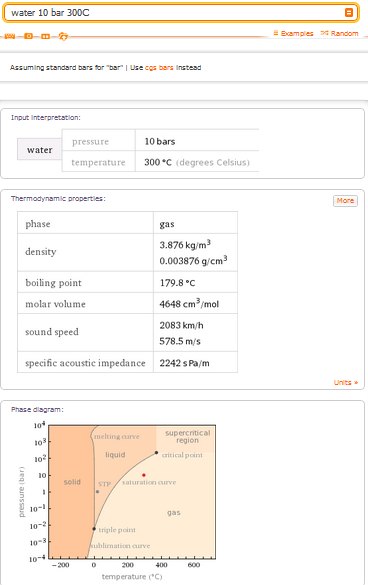 water 10 bar 300C
Examples Random
Assuming standard bars for "bar" | Use cgs bars instead
Input interpretation:
water
pressure 10 bars
temperature 300 °C (degrees Celsius)
Thermodynamic properties:
More
phase gas
density 3.876 kg/m³
0.003876 g/cm³
boiling point 179.8 °C
molar volume 4648 cm³/mol
sound speed 2083 km/h
578.5 m/s
specific acoustic impedance 2242 s Pa/m
Units »
Phase diagram:
pressure (bar)
10⁴
10³
10²
10
1
10⁻¹
10⁻²
10⁻³
10⁻⁴
melting curve
supercritical
region
liquid
critical point
solid
STP
saturation curve
gas
triple point
sublimation curve
−200 0 200 400 600
temperature (°C)